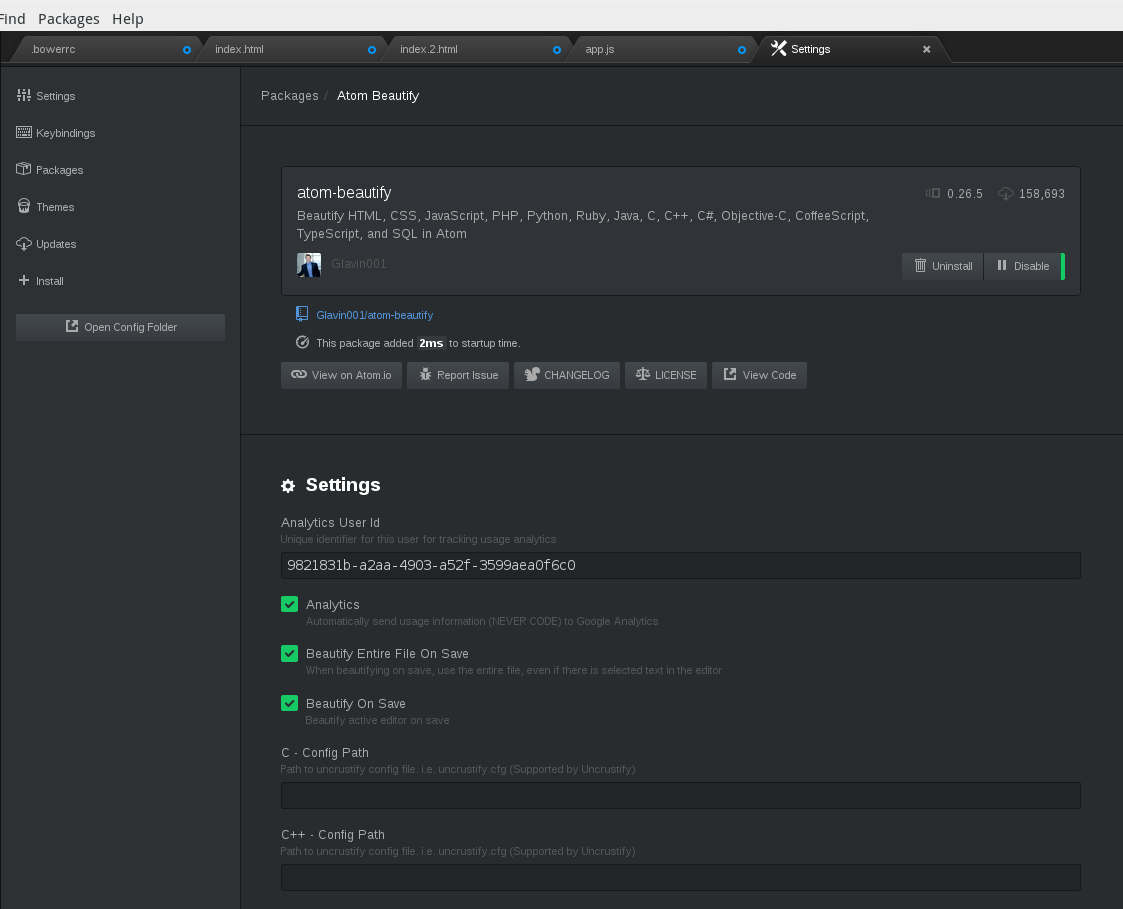 Find Packages Help
.bowerrc index.html index.2.html app.js Settings
Settings
Keybindings
Packages
Themes
Updates
Install
Open Config Folder
Packages / Atom Beautify
atom-beautify
0.26.5 158,693
Beautify HTML, CSS, JavaScript, PHP, Python, Ruby, Java, C, C++, C#, Objective-C, CoffeeScript,
TypeScript, and SQL in Atom
Glavin001
Uninstall Disable
Glavin001/atom-beautify
This package added 2ms to startup time.
View on Atom.io Report Issue CHANGELOG LICENSE View Code
Settings
Analytics User Id
Unique identifier for this user for tracking usage analytics
9821831b-a2aa-4903-a52f-3599aea0f6c0
Analytics
Automatically send usage information (NEVER CODE) to Google Analytics
Beautify Entire File On Save
When beautifying on save, use the entire file, even if there is selected text in the editor
Beautify On Save
Beautify active editor on save
C - Config Path
Path to uncrustify config file. i.e. uncrustify.cfg (Supported by Uncrustify)
C++ - Config Path
Path to uncrustify config file. i.e. uncrustify.cfg (Supported by Uncrustify)